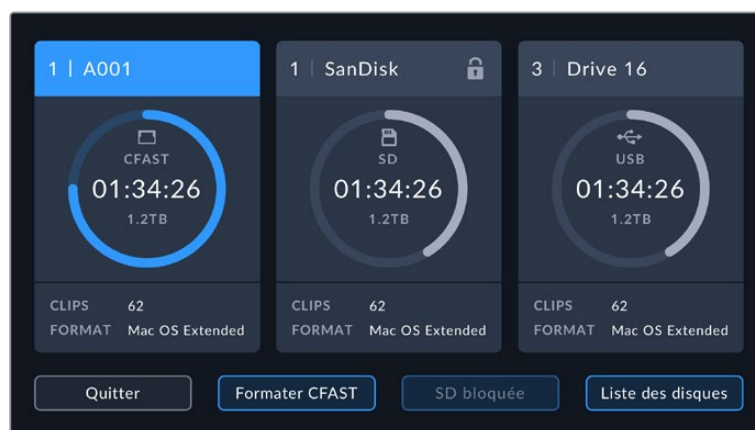 1 | A001
CFAST
01:34:26
1.2TB
CLIPS 62
FORMAT Mac OS Extended
1 | SanDisk
SD
01:34:26
1.2TB
CLIPS 62
FORMAT Mac OS Extended
3 | Drive 16
USB
01:34:26
1.2TB
CLIPS 62
FORMAT Mac OS Extended
Quitter
Formater CFAST
SD bloquée
Liste des disques